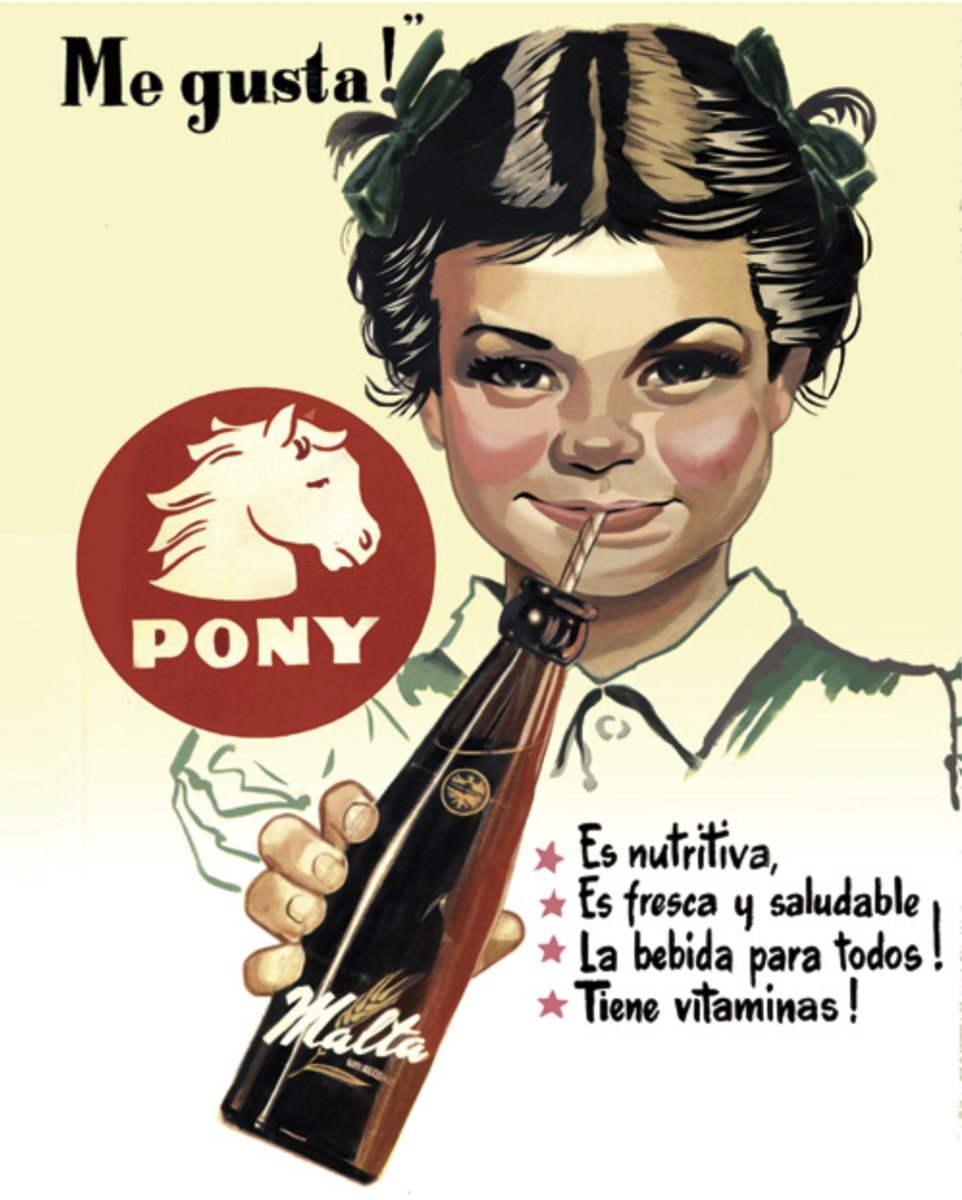 Me gusta!”
PONY
Es nutritiva,
Es fresca y saludable
La bebida para todos!
Tiene vitaminas!
Malta